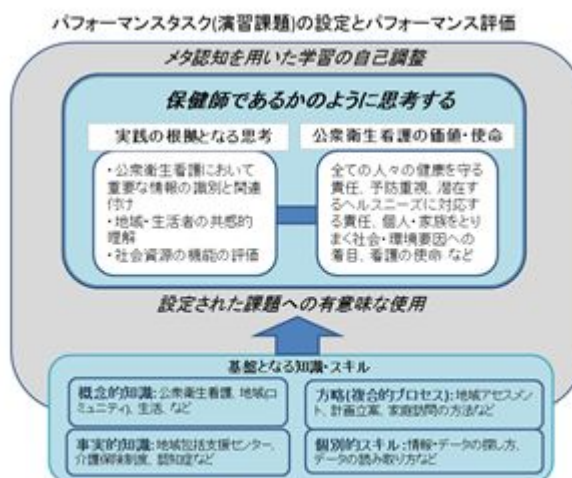 パフォーマンスタスク(演習課題)の設定とパフォーマンス評価
メタ認知を用いた学習の自己調整
保健師であるかのように思考する
実践の根拠となる思考
・公衆衛生看護において
重要な情報の識別と関連
付け
・地域・生活者の共感的
理解
・社会資源の機能の評価
公衆衛生看護の価値・使命
全ての人々の健康を守る
責任、予防重視、潜在す
るヘルスニーズに対応す
る責任、個人・家族をとり
まく社会・環境要因への
着目、看護の使命 など
設定された課題への有意味な使用
基盤となる知識・スキル
概念的知識:公衆衛生看護、地域(コ
ミュニティ)、生活、など
方略(複合的プロセス):地域アセスメン
ト、計画立案、家庭訪問の方法など
事実的知識:地域包括支援センター、
介護保険制度、認知症など
個別的スキル:情報・データの探し方、
データの読み取り方など